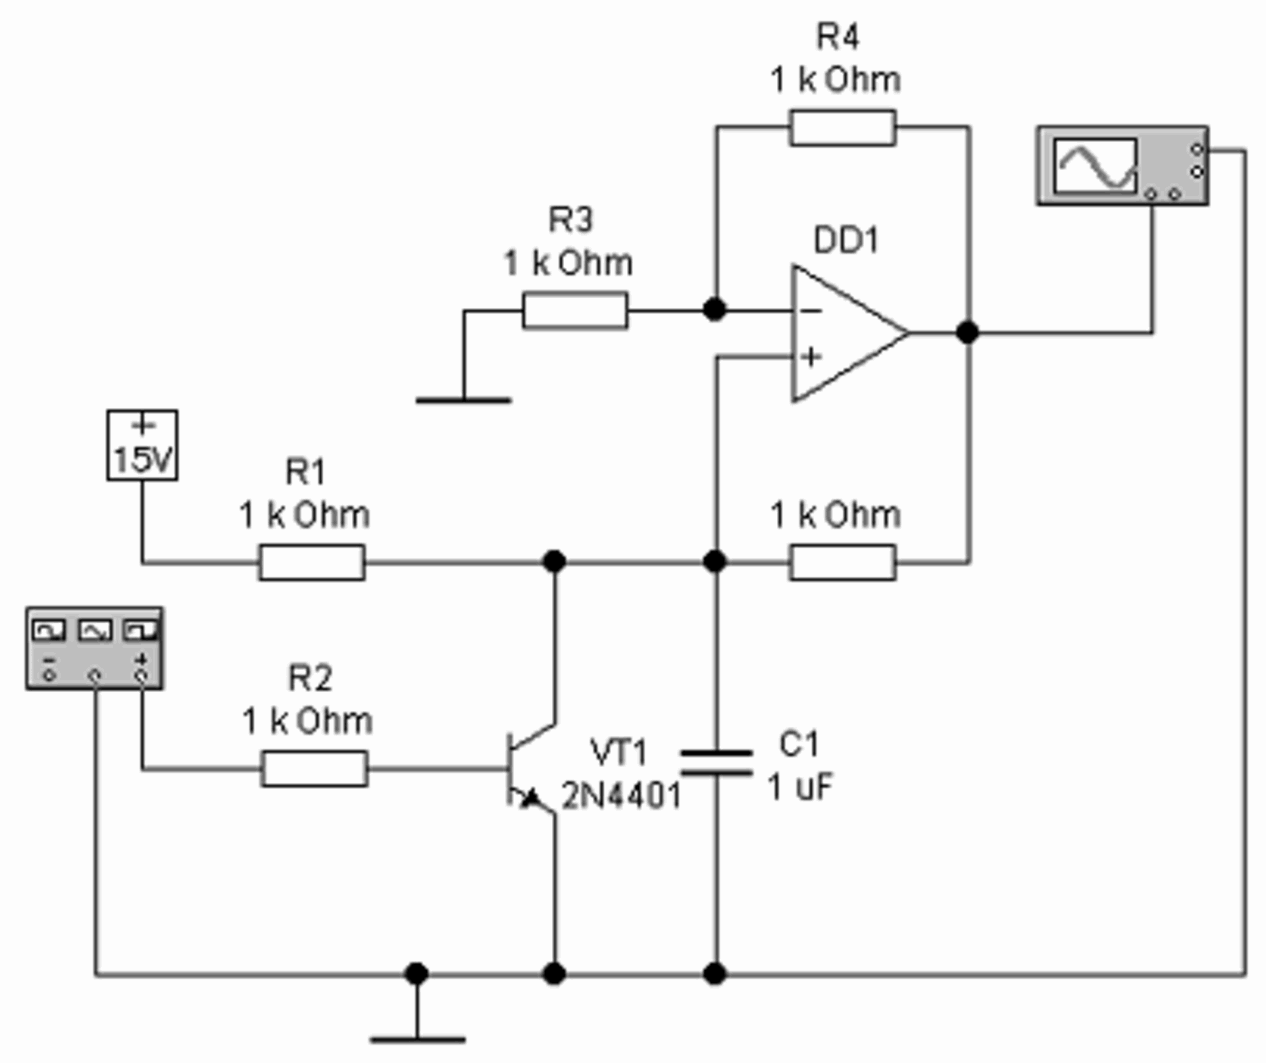 R4
1 k Ohm
R3
1 k Ohm
DD1
−
+
+
15V
R1
1 k Ohm
1 k Ohm
−
+
R2
1 k Ohm
VT1
2N4401
C1
1 uF